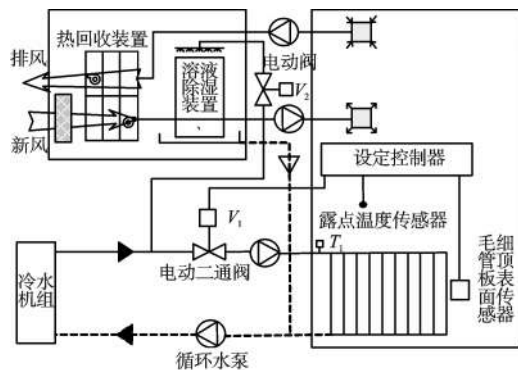 热回收装置
排风
新风
溶液
除湿
装置
电动阀
V₂
设定控制器
露点温度传感器
V₁
T₁
电动二通阀
毛细
管顶
板表
面传
感器
冷水
机组
循环水泵